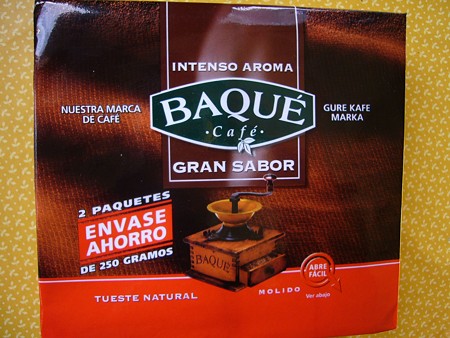 INTENSO AROMA
NUESTRA MARCA
DE CAFÉ
BAQUÉ
· Café ·
GURE KAFE
MARKA
GRAN SABOR
2 PAQUETES
ENVASE
AHORRO
DE 250 GRAMOS
BAQUÉ
ABRE
FÁCIL
Ver abajo
TUESTE NATURAL
MOLIDO